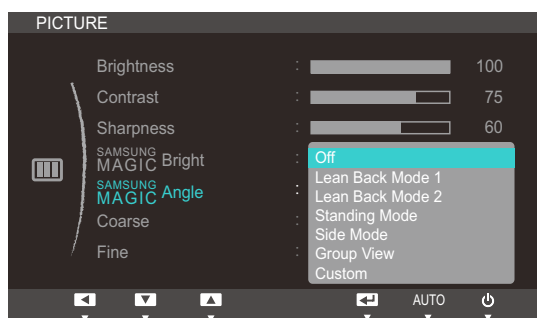 PICTURE
Brightness : 100
Contrast : 75
Sharpness : 60
SAMSUNG MAGIC Bright :
SAMSUNG MAGIC Angle :
Coarse :
Fine :
Off
Lean Back Mode 1
Lean Back Mode 2
Standing Mode
Side Mode
Group View
Custom
AUTO